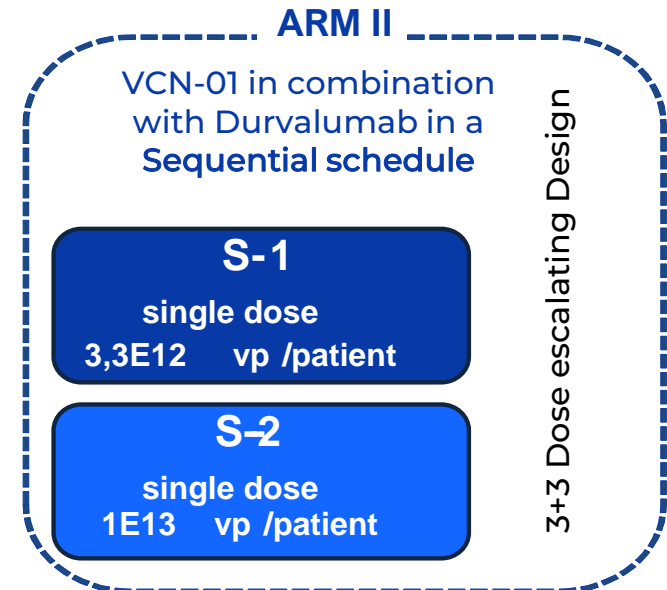 ARM II
VCN-01 in combination
with Durvalumab in a
Sequential schedule
S-1
single dose
3,3E12 vp /patient
S-2
single dose
1E13 vp /patient
3+3 Dose escalating Design